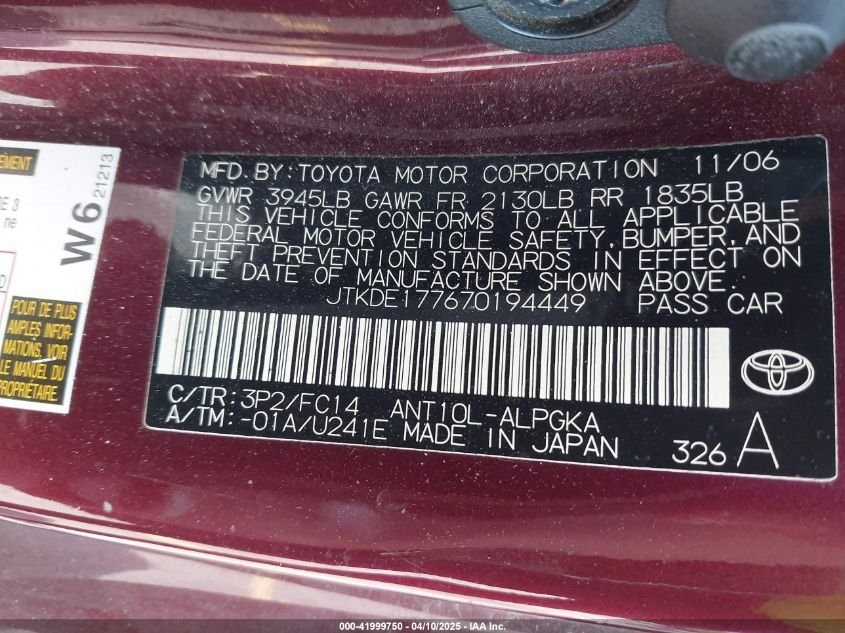 MFD. BY: TOYOTA MOTOR CORPORATION 11/06
GVWR 3945LB GAWR FR 2130LB RR 1835LB
THIS VEHICLE CONFORMS TO ALL APPLICABLE
FEDERAL MOTOR VEHICLE SAFETY, BUMPER, AND
THEFT PREVENTION STANDARDS IN EFFECT ON
THE DATE OF MANUFACTURE SHOWN ABOVE.
JTKDE177670194449 PASS CAR
C/TR: 3P2/FC14 ANT10L-ALPGKA
A/TM: -01A/U241E MADE IN JAPAN
326 A
W6 21213
ne
POUR DE PLUS
AMPLES INFOR-
MATIONS, VOIR
LE MANUEL DU
PROPRIÉTAIRE
000-41999750 - 04/10/2025 - IAA, Inc.